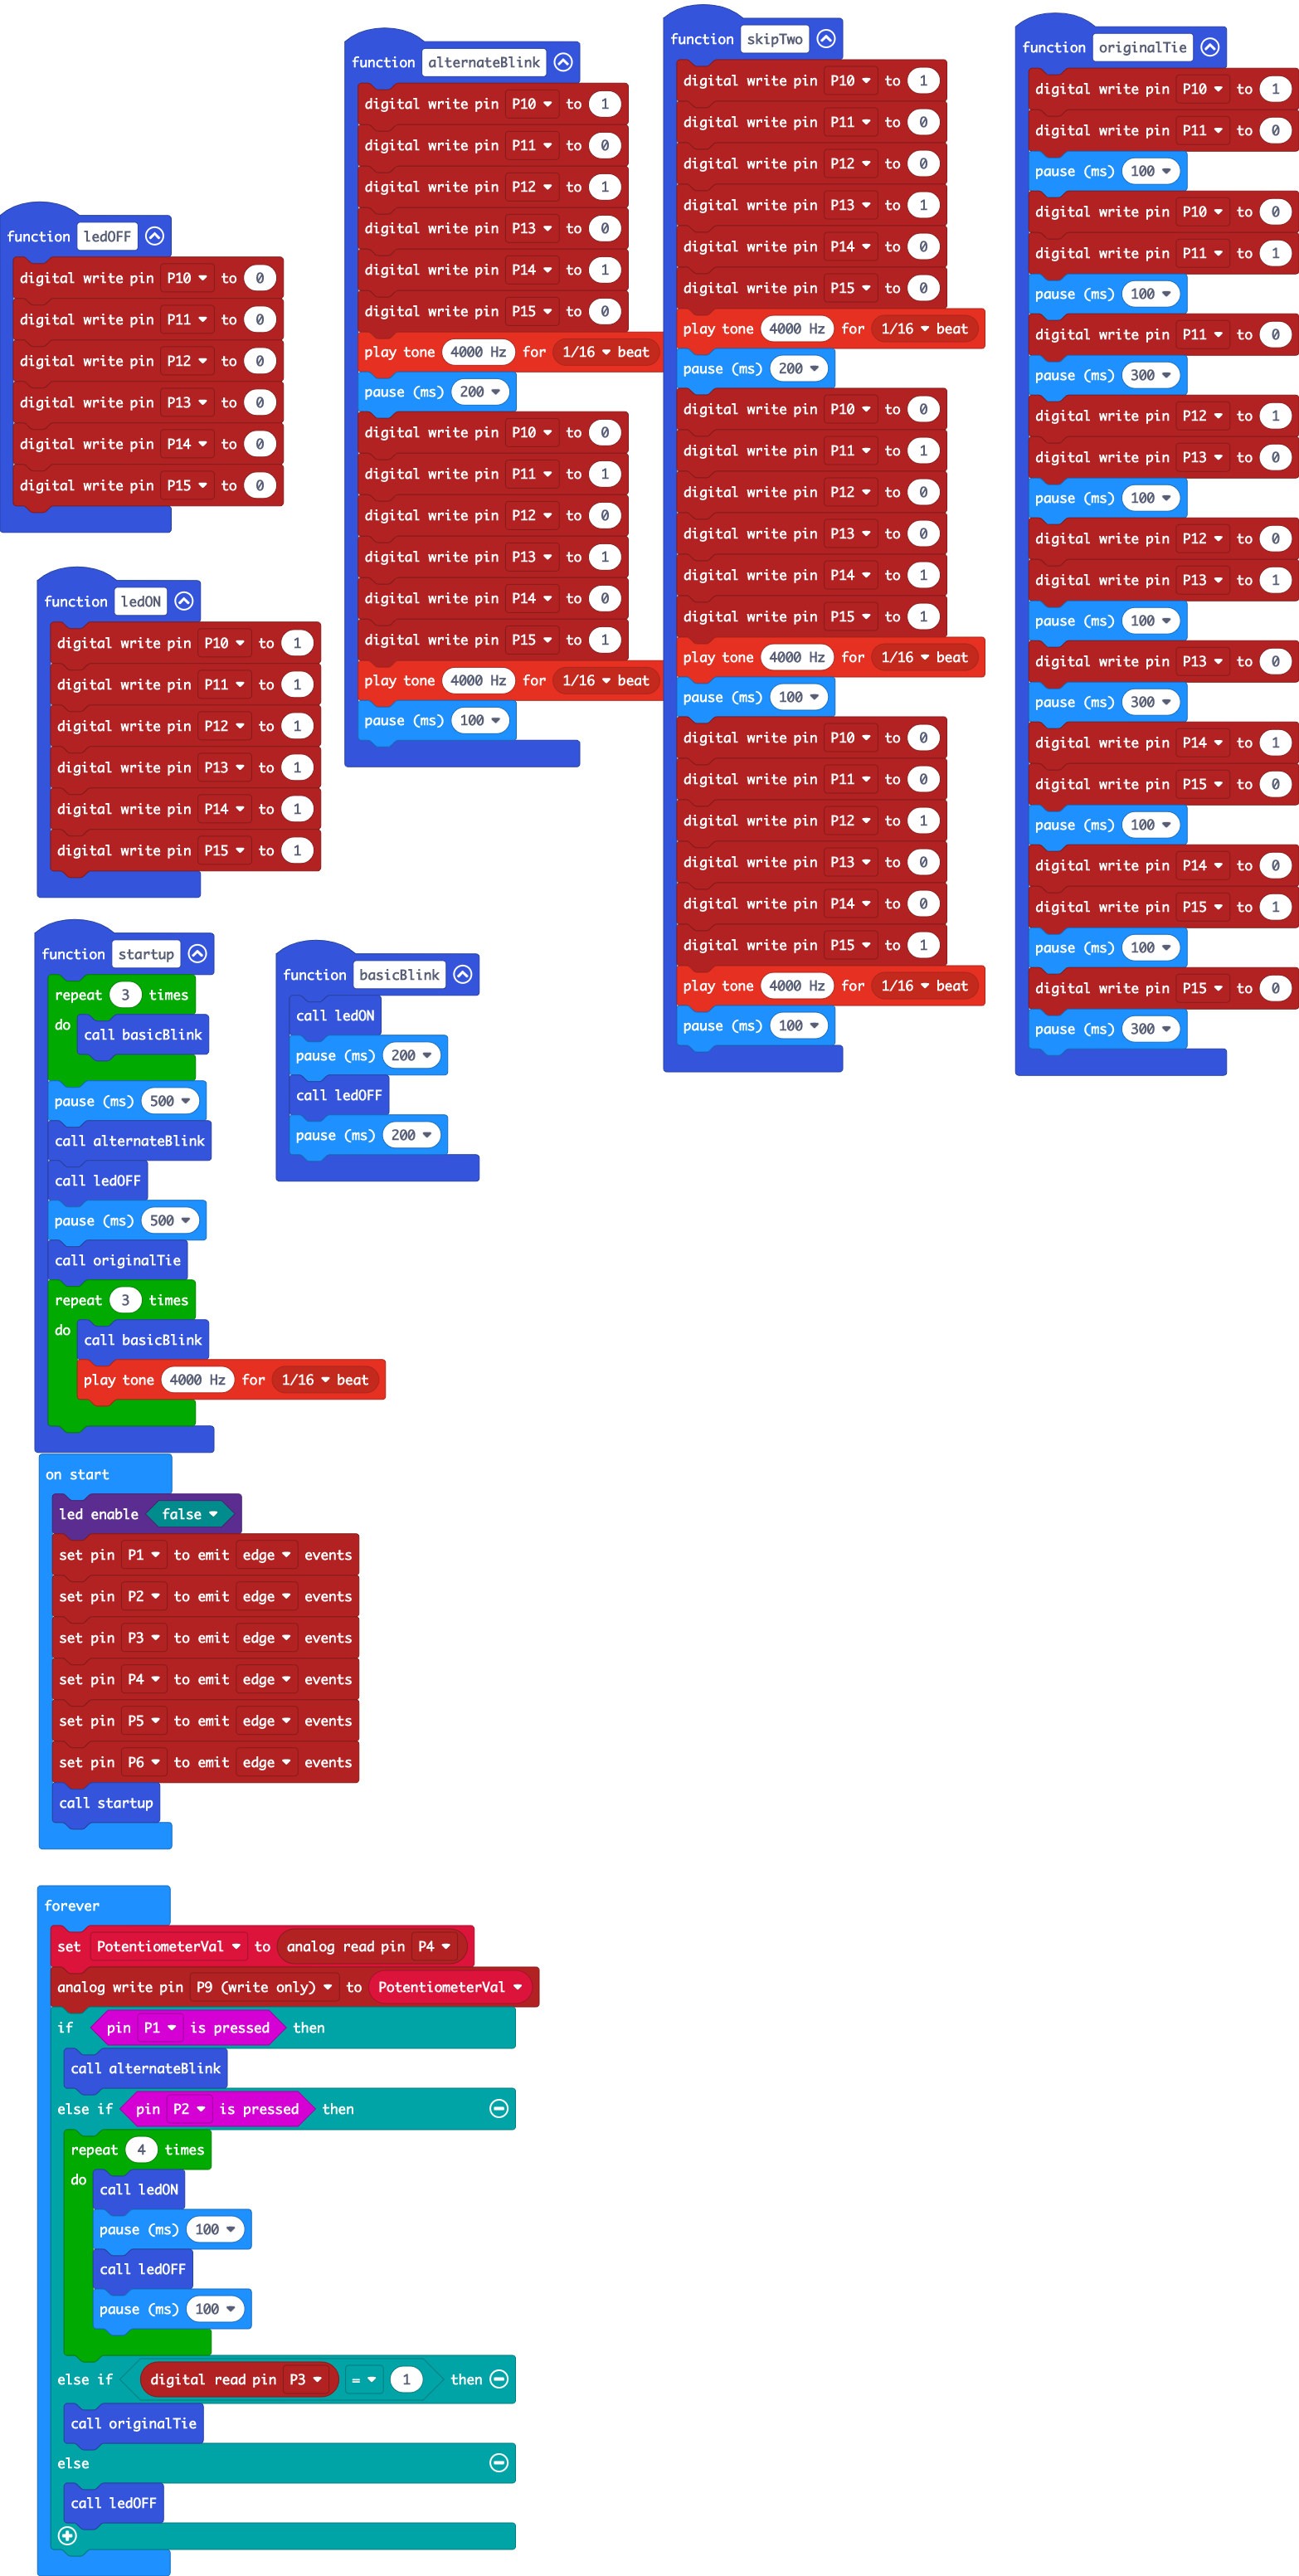 function ledOFF
digital write pin P10 to 0
digital write pin P11 to 0
digital write pin P12 to 0
digital write pin P13 to 0
digital write pin P14 to 0
digital write pin P15 to 0
function ledON
digital write pin P10 to 1
digital write pin P11 to 1
digital write pin P12 to 1
digital write pin P13 to 1
digital write pin P14 to 1
digital write pin P15 to 1
function alternateBlink
digital write pin P10 to 1
digital write pin P11 to 0
digital write pin P12 to 1
digital write pin P13 to 0
digital write pin P14 to 1
digital write pin P15 to 0
play tone 4000 Hz for 1/16 beat
pause (ms) 200
digital write pin P10 to 0
digital write pin P11 to 1
digital write pin P12 to 0
digital write pin P13 to 1
digital write pin P14 to 0
digital write pin P15 to 1
play tone 4000 Hz for 1/16 beat
pause (ms) 100
function skipTwo
digital write pin P10 to 1
digital write pin P11 to 0
digital write pin P12 to 0
digital write pin P13 to 1
digital write pin P14 to 0
digital write pin P15 to 0
play tone 4000 Hz for 1/16 beat
pause (ms) 200
digital write pin P10 to 0
digital write pin P11 to 1
digital write pin P12 to 0
digital write pin P13 to 0
digital write pin P14 to 1
digital write pin P15 to 1
play tone 4000 Hz for 1/16 beat
pause (ms) 100
digital write pin P10 to 0
digital write pin P11 to 0
digital write pin P12 to 1
digital write pin P13 to 0
digital write pin P14 to 0
digital write pin P15 to 1
play tone 4000 Hz for 1/16 beat
pause (ms) 100
function originalTie
digital write pin P10 to 1
digital write pin P11 to 0
pause (ms) 100
digital write pin P10 to 0
digital write pin P11 to 1
pause (ms) 100
digital write pin P11 to 0
pause (ms) 300
digital write pin P12 to 1
digital write pin P13 to 0
pause (ms) 100
digital write pin P12 to 0
digital write pin P13 to 1
pause (ms) 100
digital write pin P13 to 0
pause (ms) 300
digital write pin P14 to 1
digital write pin P15 to 0
pause (ms) 100
digital write pin P14 to 0
digital write pin P15 to 1
pause (ms) 100
digital write pin P15 to 0
pause (ms) 300
function startup
repeat 3 times
do
call basicBlink
pause (ms) 500
call alternateBlink
call ledOFF
pause (ms) 500
call originalTie
repeat 3 times
do
call basicBlink
play tone 4000 Hz for 1/16 beat
function basicBlink
call ledON
pause (ms) 200
call ledOFF
pause (ms) 200
on start
led enable false
set pin P1 to emit edge events
set pin P2 to emit edge events
set pin P3 to emit edge events
set pin P4 to emit edge events
set pin P5 to emit edge events
set pin P6 to emit edge events
call startup
forever
set PotentiometerVal to analog read pin P4
analog write pin P9 (write only) to PotentiometerVal
if pin P1 is pressed then
call alternateBlink
else if pin P2 is pressed then
repeat 4 times
do
call ledON
pause (ms) 100
call ledOFF
pause (ms) 100
else if digital read pin P3 = 1 then
call originalTie
else
call ledOFF